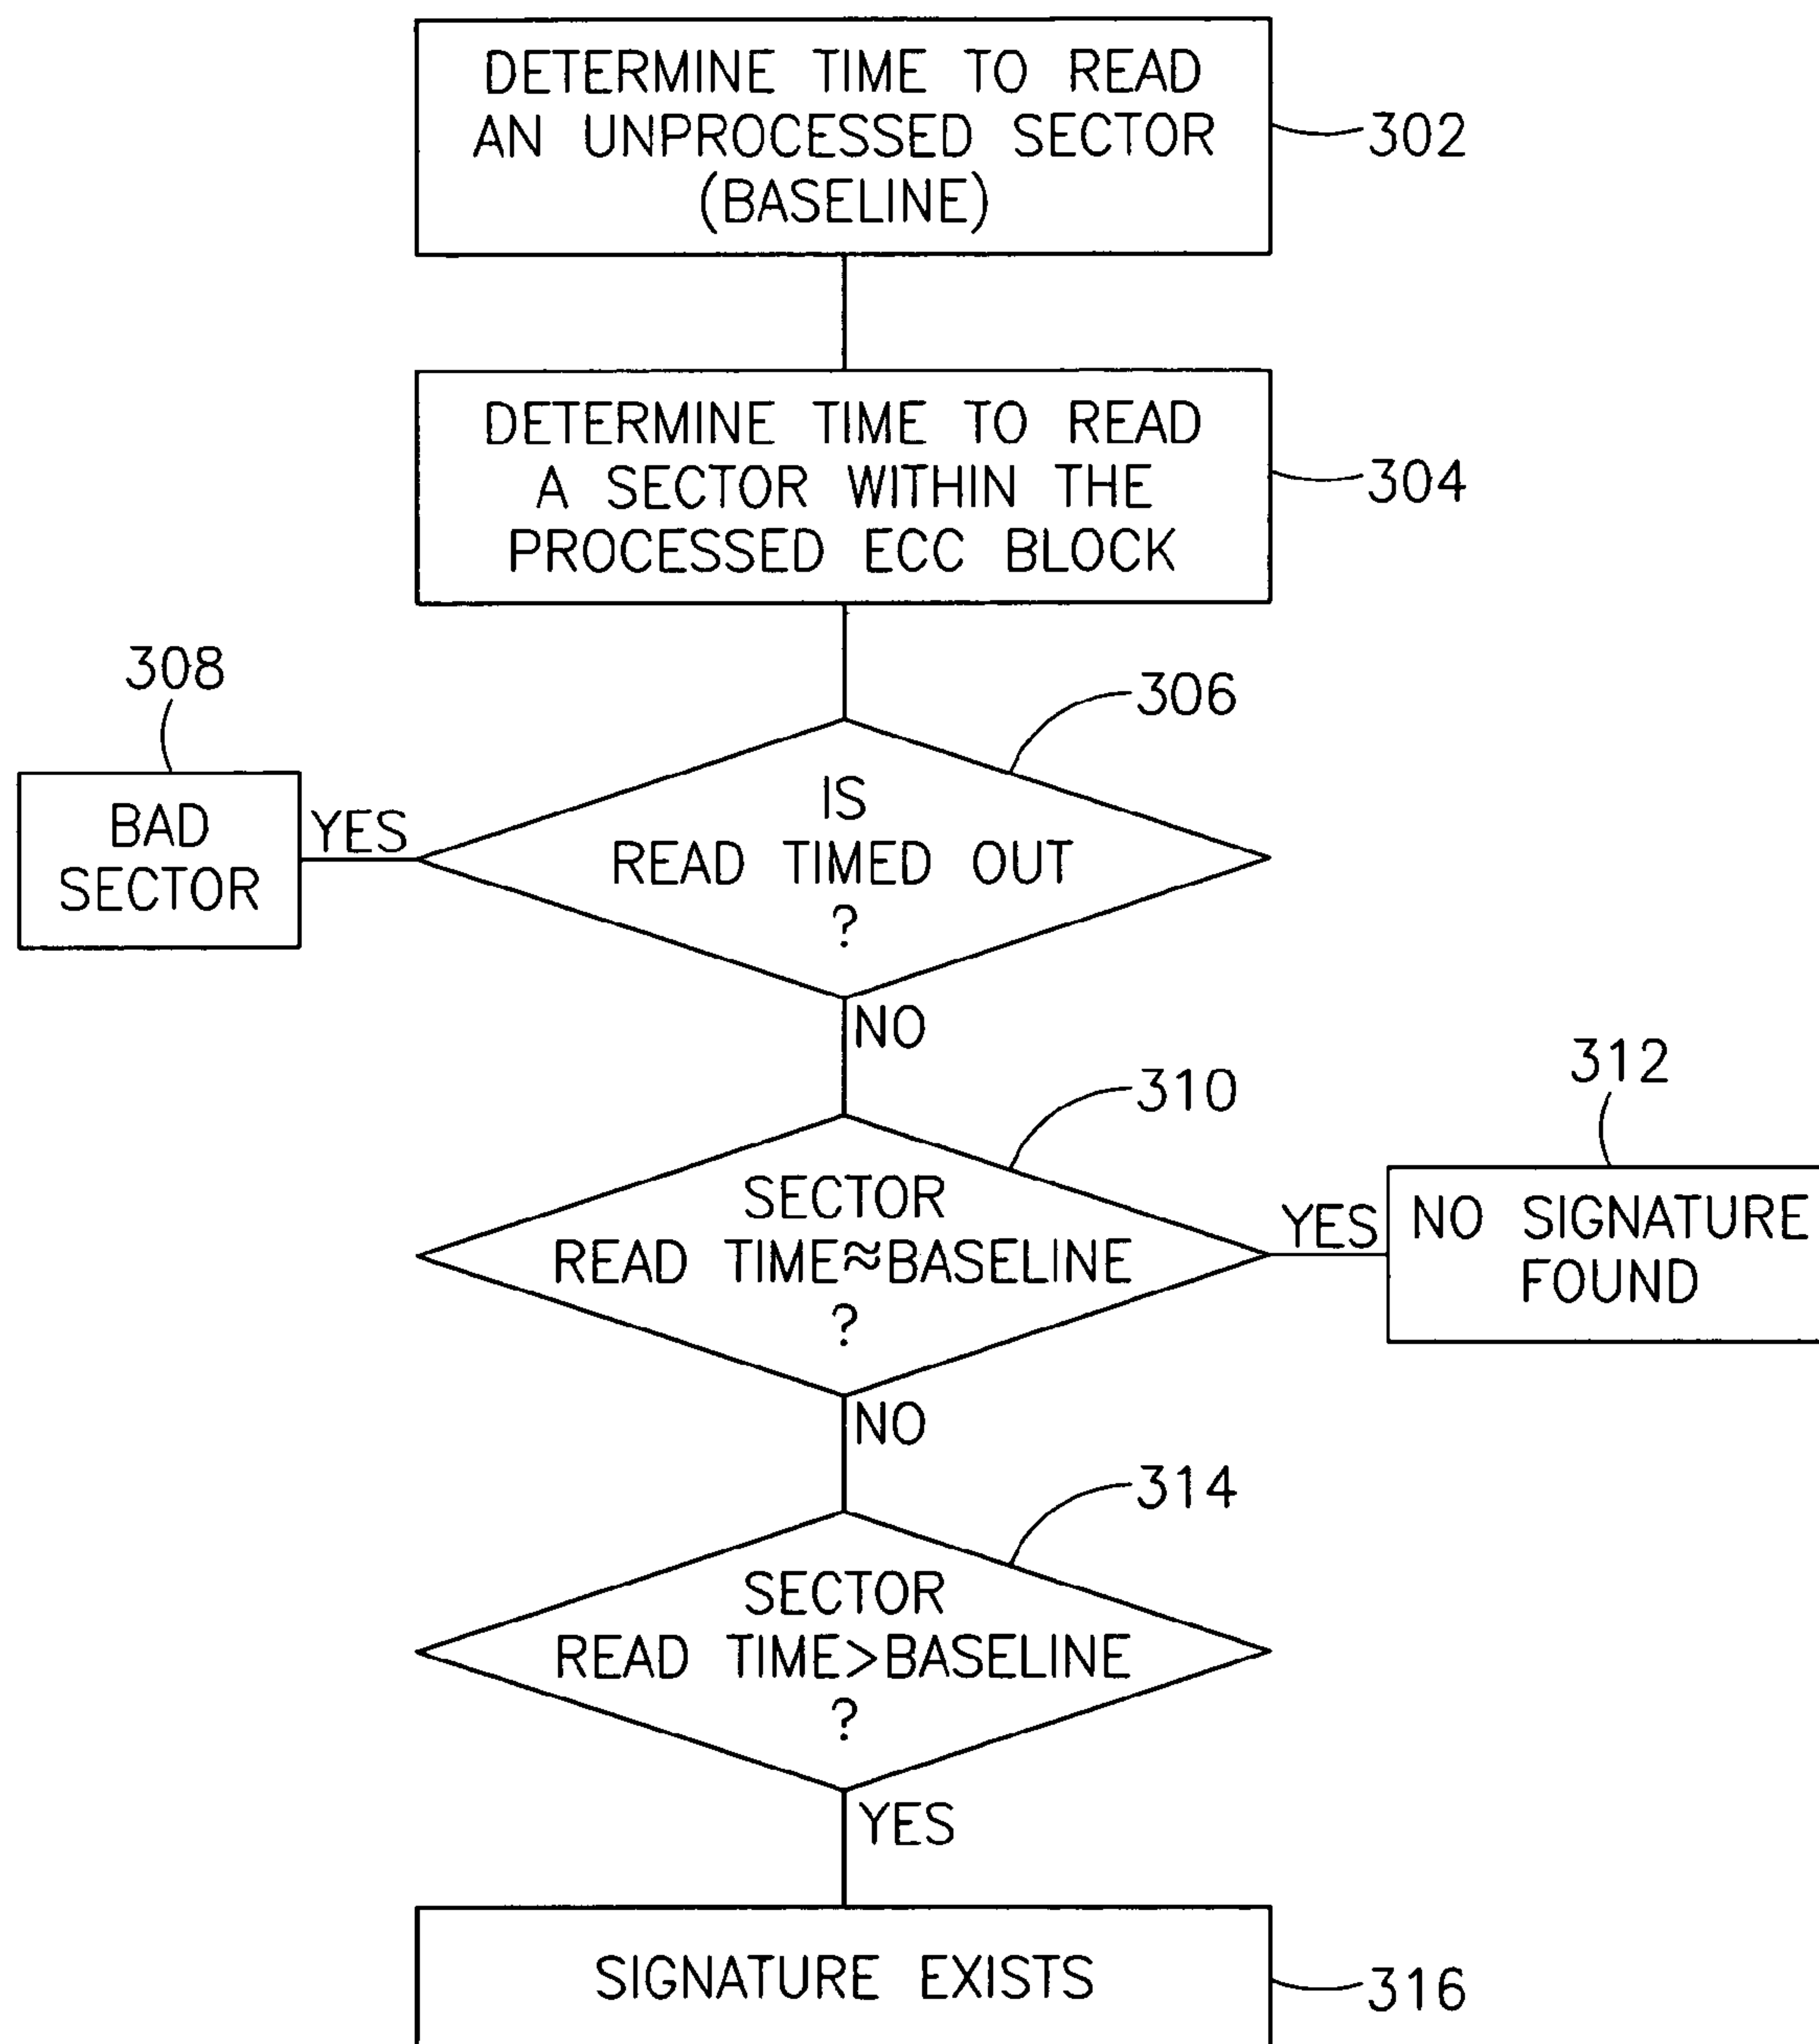 DETERMINE TIME TO READ
AN UNPROCESSED SECTOR
(BASELINE)
302
DETERMINE TIME TO READ
A SECTOR WITHIN THE
PROCESSED ECC BLOCK
304
308
306
BAD
SECTOR
YES
IS
READ TIMED OUT
?
NO
310
312
SECTOR
READ TIME≈BASELINE
?
YES
NO SIGNATURE
FOUND
NO
314
SECTOR
READ TIME>BASELINE
?
YES
SIGNATURE EXISTS
316